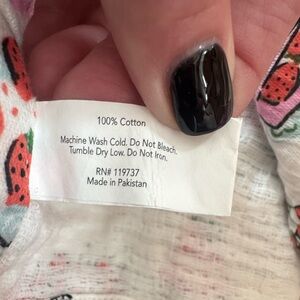 100% Cotton
Machine Wash Cold. Do Not Bleach.
Tumble Dry Low. Do Not Iron.
RN# 119737
Made in Pakistan